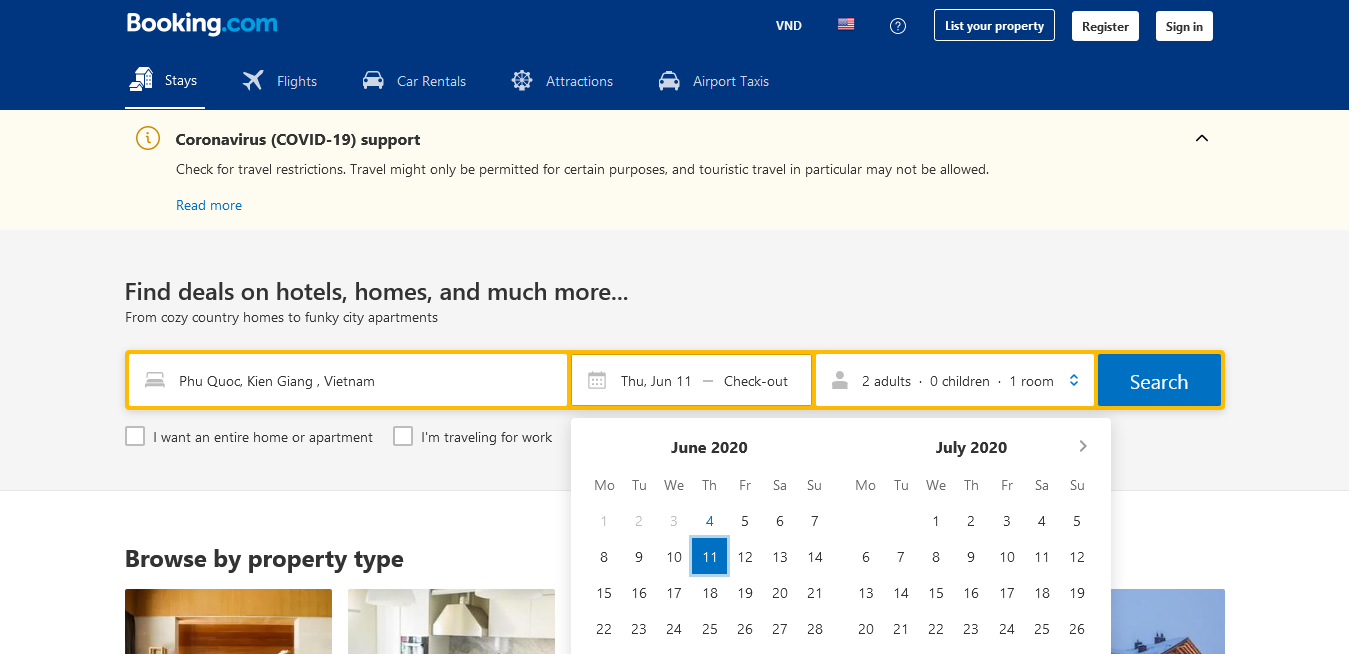 Booking.com
VND
List your property
Register
Sign in
Stays
Flights
Car Rentals
Attractions
Airport Taxis
Coronavirus (COVID-19) support
Check for travel restrictions. Travel might only be permitted for certain purposes, and touristic travel in particular may not be allowed.
Read more
Find deals on hotels, homes, and much more...
From cozy country homes to funky city apartments
Phu Quoc, Kien Giang , Vietnam
Thu, Jun 11 — Check-out
2 adults · 0 children · 1 room
Search
I want an entire home or apartment
I'm traveling for work
June 2020
Mo Tu We Th Fr Sa Su
1 2 3 4 5 6 7
8 9 10 11 12 13 14
15 16 17 18 19 20 21
22 23 24 25 26 27 28
July 2020
Mo Tu We Th Fr Sa Su
1 2 3 4 5
6 7 8 9 10 11 12
13 14 15 16 17 18 19
20 21 22 23 24 25 26
Browse by property type